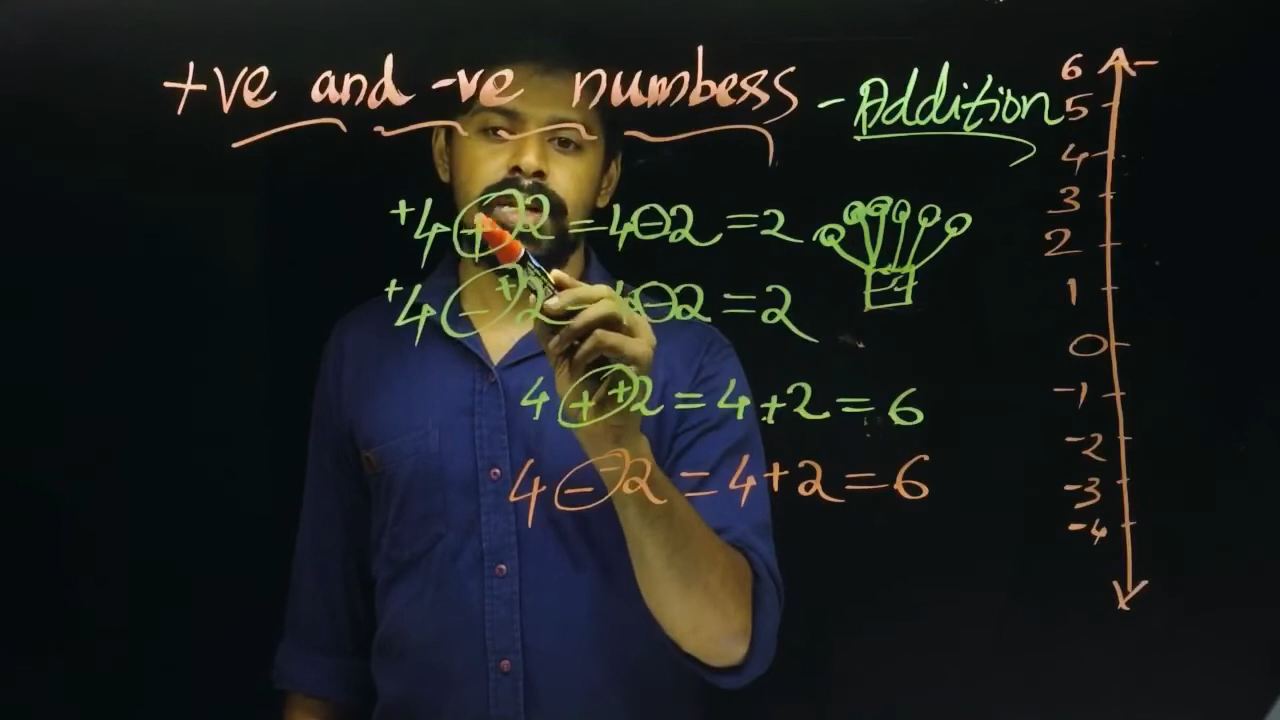 +ve and -ve numbers - Addition
+4 + -2 = 4 - 2 = 2
+4 - +2 = 4 - 2 = 2
4 + +2 = 4 + 2 = 6
4 - -2 = 4 + 2 = 6
6
5
4
3
2
1
0
-1
-2
-3
-4